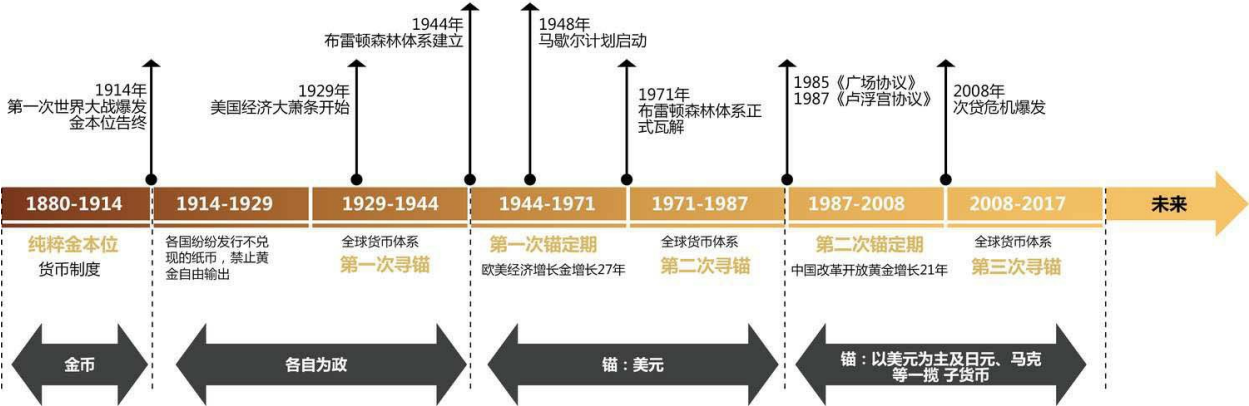 1944年
布雷顿森林体系建立
1948年
马歇尔计划启动
1914年
第一次世界大战爆发
金本位告终
1929年
美国经济大萧条开始
1971年
布雷顿森林体系正
式瓦解
1985《广场协议》
1987《卢浮宫协议》
2008年
次贷危机爆发
1880-1914
1914-1929
1929-1944
1944-1971
1971-1987
1987-2008
2008-2017
未来
纯粹金本位
货币制度
各国纷纷发行不兑
现的纸币，禁止黄
金自由输出
全球货币体系
第一次寻锚
第一次锚定期
欧美经济增长金增长27年
全球货币体系
第二次寻锚
第二次锚定期
中国改革开放黄金增长21年
全球货币体系
第三次寻锚
金币
各自为政
锚：美元
锚：以美元为主及日元、马克
等一揽 子货币